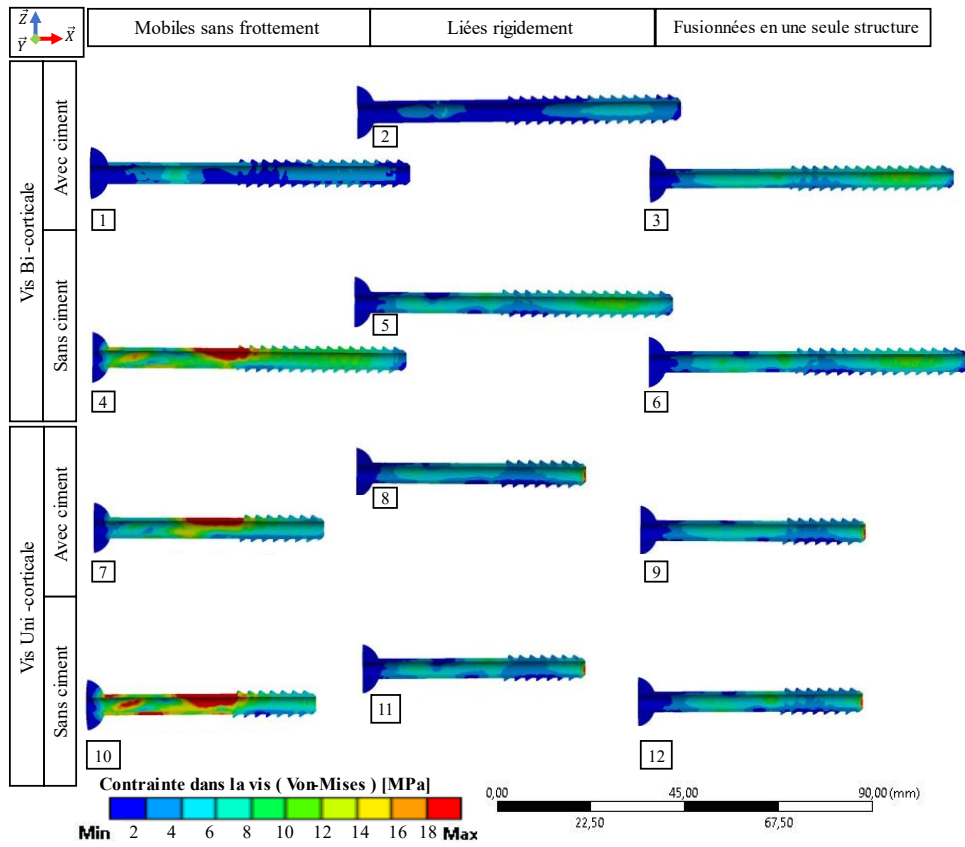 Z
Y X
Mobiles sans frottement
Liées rigidement
Fusionnées en une seule structure
Vis Bi-corticale
Avec ciment
1
2
3
Sans ciment
4
5
6
Vis Uni-corticale
Avec ciment
7
8
9
Sans ciment
10
11
12
Contrainte dans la vis ( Von-Mises ) [MPa]
Min 2 4 6 8 10 12 14 16 18 Max
0,00 45,00 90,00 (mm)
22,50 67,50